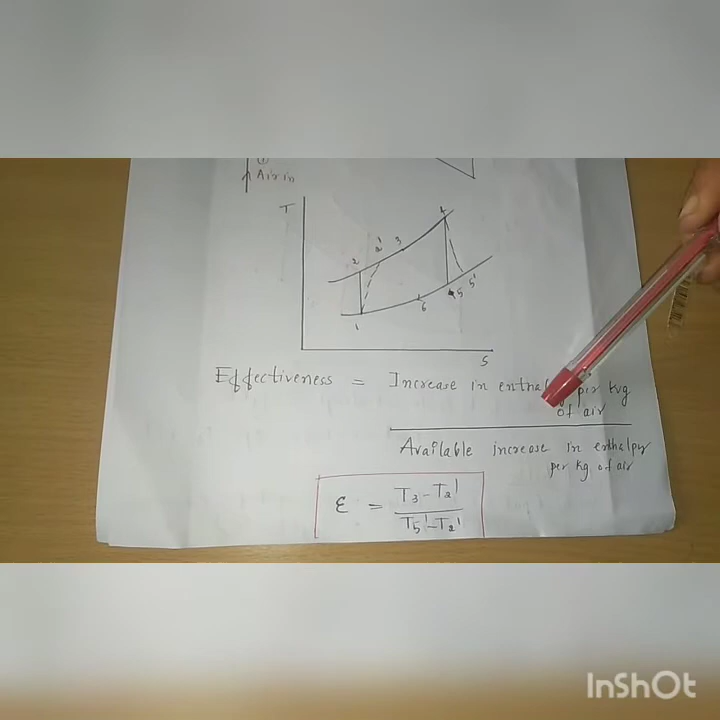 ①
Air in
T
4
2 2' 3
1 6 5 5'
S
Effectiveness = Increase in per kg
of air
Available increase in enthalpy
per kg of air
ε = T3 - T2'
T5' - T2'
InShOt